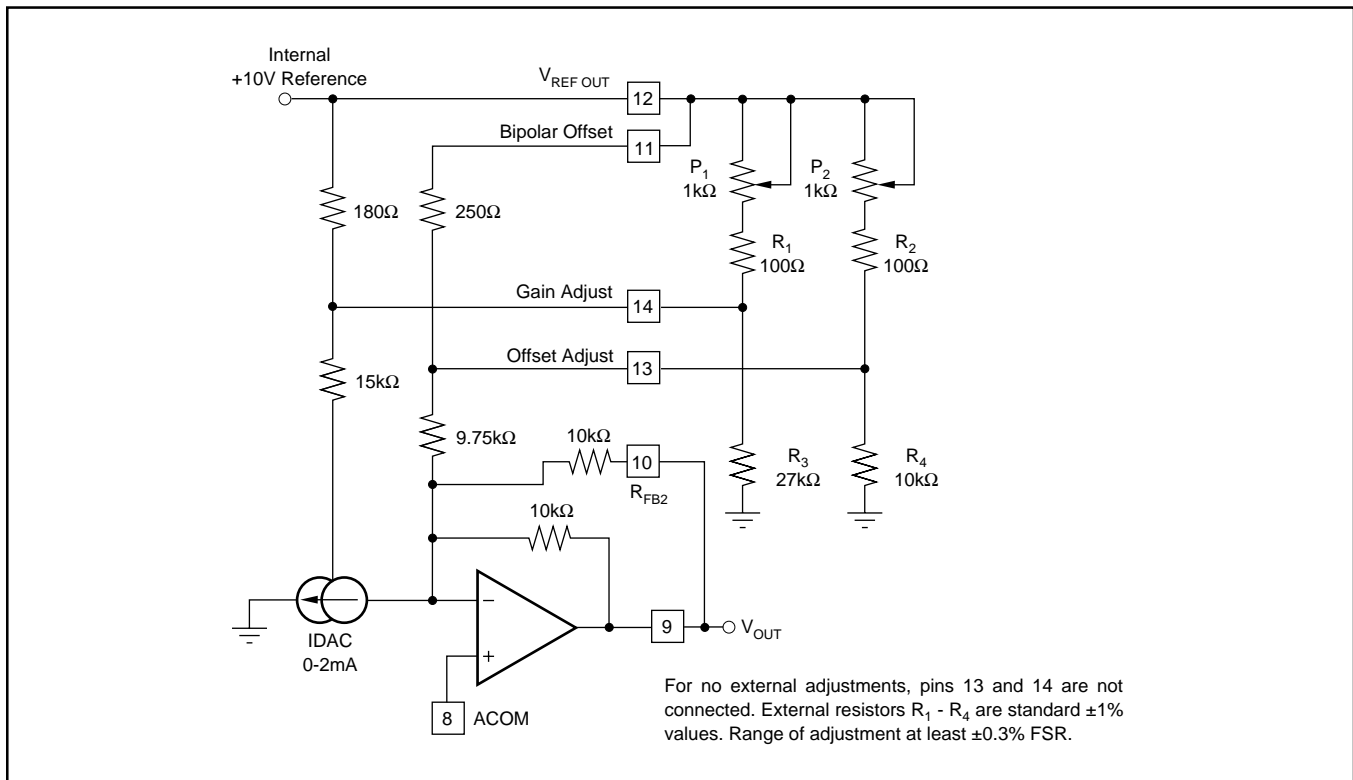 Internal
+10V Reference
V_REF OUT
12
Bipolar Offset
11
P_1
1kΩ
P_2
1kΩ
180Ω
250Ω
R_1
100Ω
R_2
100Ω
Gain Adjust
14
Offset Adjust
13
15kΩ
9.75kΩ
10kΩ
10
R_FB2
R_3
27kΩ
R_4
10kΩ
10kΩ
−
+
IDAC
0-2mA
9
V_OUT
8
ACOM
For no external adjustments, pins 13 and 14 are not
connected. External resistors R_1 - R_4 are standard ±1%
values. Range of adjustment at least ±0.3% FSR.